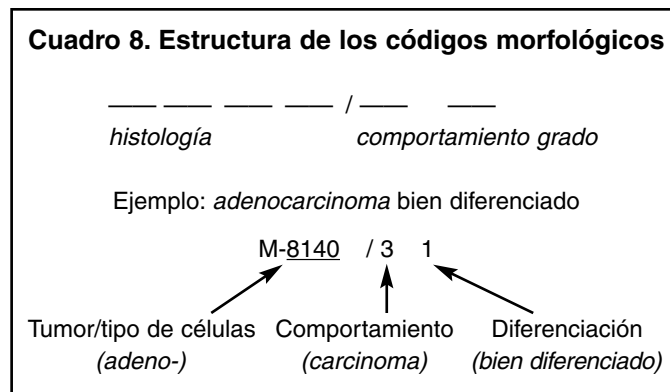 Cuadro 8. Estructura de los códigos morfológicos
—— —— —— —— / —— ——
histología comportamiento grado
Ejemplo: adenocarcinoma bien diferenciado
M-8140 / 3 1
Tumor/tipo de células Comportamiento Diferenciación
(adeno-) (carcinoma) (bien diferenciado)